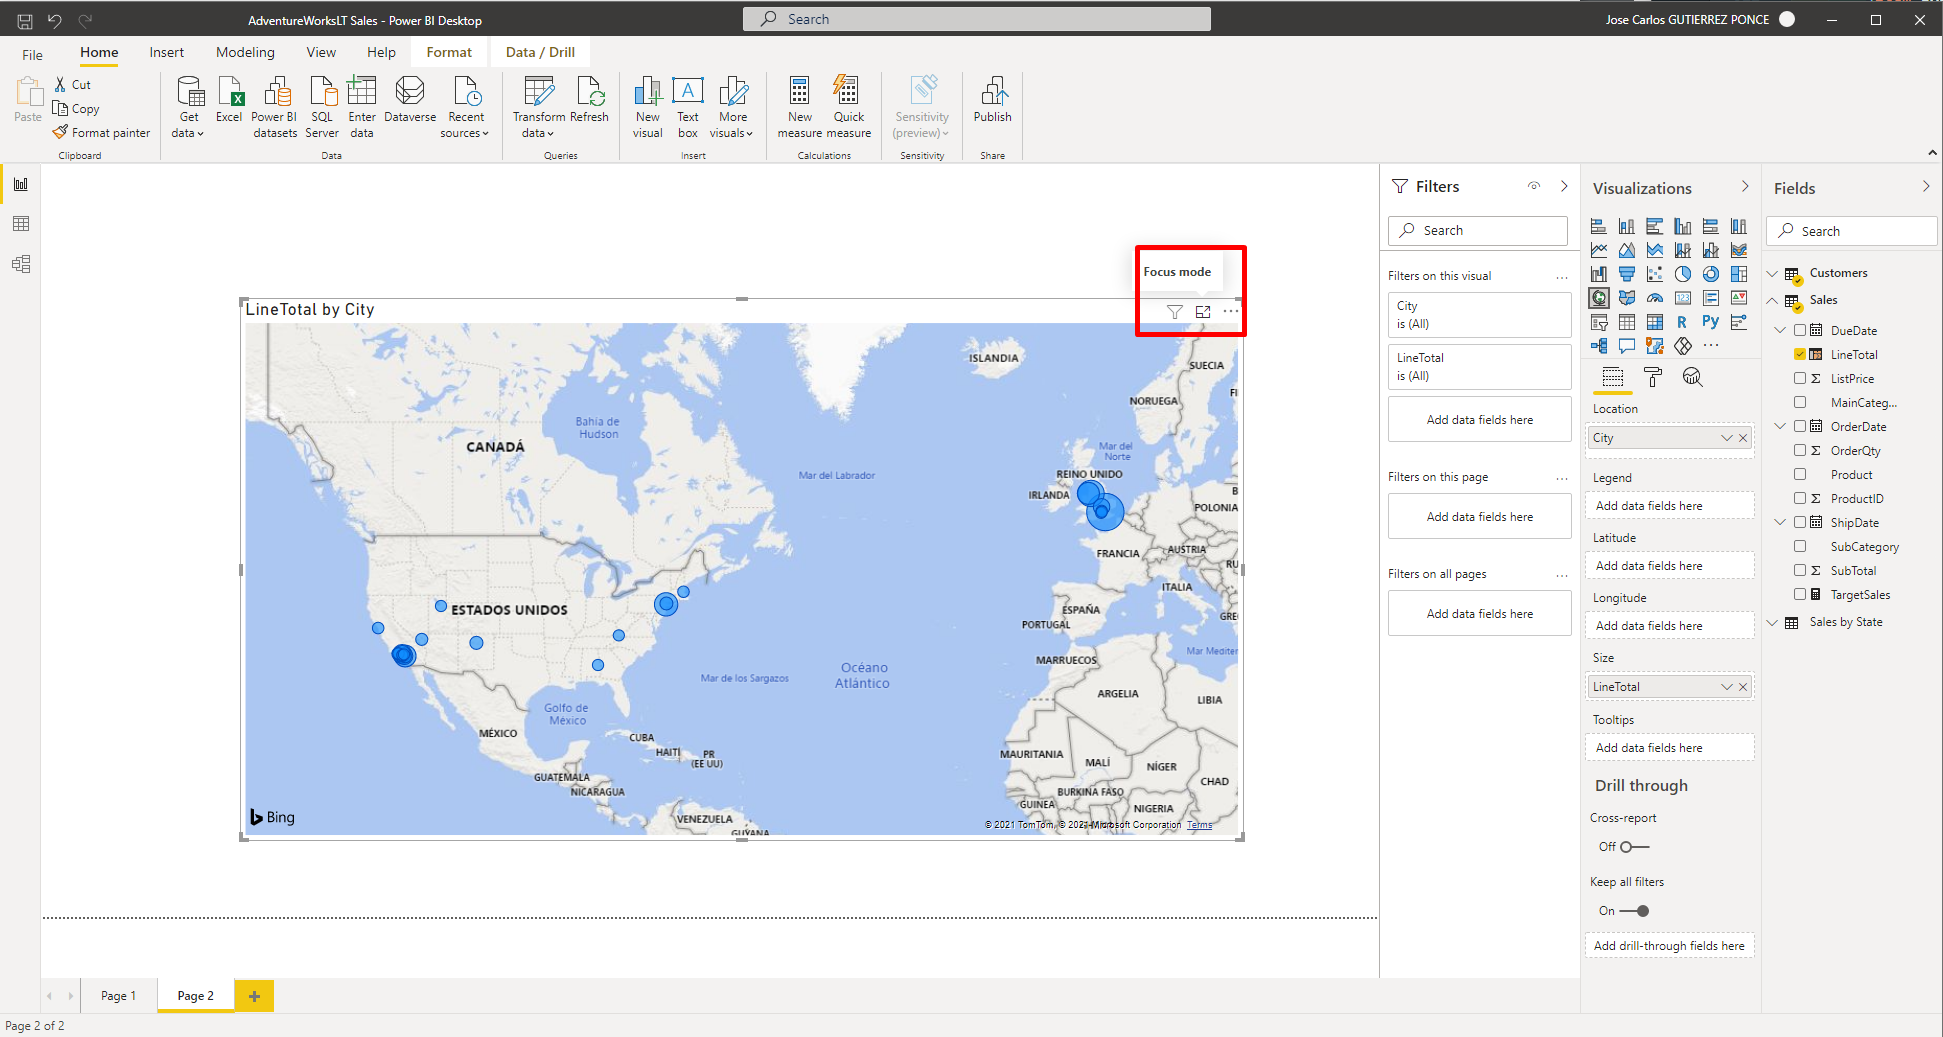 AdventureWorksLT Sales - Power BI Desktop
Search
Jose Carlos GUTIERREZ PONCE
File
Home
Insert
Modeling
View
Help
Format
Data / Drill
Paste
Cut
Copy
Format painter
Clipboard
Get
data
Excel
Power BI
datasets
SQL
Server
Enter
data
Dataverse
Recent
sources
Data
Transform
data
Refresh
Queries
New
visual
Text
box
More
visuals
Insert
New
measure
Quick
measure
Calculations
Sensitivity
(preview)
Sensitivity
Publish
Share
Focus mode
LineTotal by City
ISLANDIA
SUECIA
NORUEGA
FI
Bahia de
Hudson
CANADÁ
Mar del Labrador
Mar del
Norte
REINO UNIDO
IRLANDA
B
POLONIA
FRANCIA
AUSTRIA
RU
ITALIA
ESTADOS UNIDOS
ESPAÑA
PORTUGAL
GRE
Mar Mediter
MARRUECOS
Océano
Atlántico
Mar de los Sargazos
ARGELIA
LIBIA
Golfo de
México
MÉXICO
CUBA
HAITÍ
PR
(EE UU)
MAURITANIA
MALÍ
NÍGER
CHAD
GUATEMALA
NICARAGUA
BURKINA FASO
GUINEA
NIGERIA
VENEZUELA
GUYANA
Bing
© 2021 TomTom, © 2021 Microsoft Corporation Terms
Filters
Search
Filters on this visual
...
City
is (All)
LineTotal
is (All)
Add data fields here
Filters on this page
...
Add data fields here
Filters on all pages
...
Add data fields here
Visualizations
123
R
Py
...
Location
City
Legend
Add data fields here
Latitude
Add data fields here
Longitude
Add data fields here
Size
LineTotal
Tooltips
Add data fields here
Drill through
Cross-report
Off
Keep all filters
On
Add drill-through fields here
Fields
Search
Customers
Sales
DueDate
LineTotal
ListPrice
MainCateg...
OrderDate
OrderQty
Product
ProductID
ShipDate
SubCategory
SubTotal
TargetSales
Sales by State
Page 1
Page 2
+
Page 2 of 2